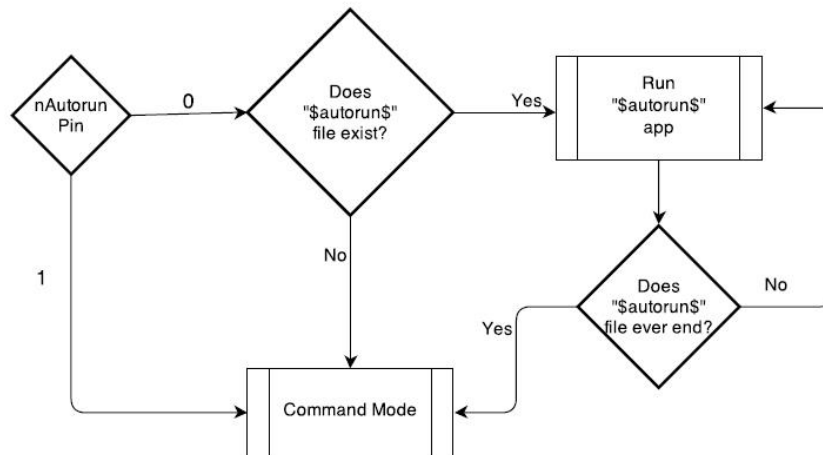 nAutorun
Pin
0
1
Does
"$autorun$"
file exist?
Yes
No
Run
"$autorun$"
app
Does
"$autorun$"
file ever end?
No
Yes
Command Mode